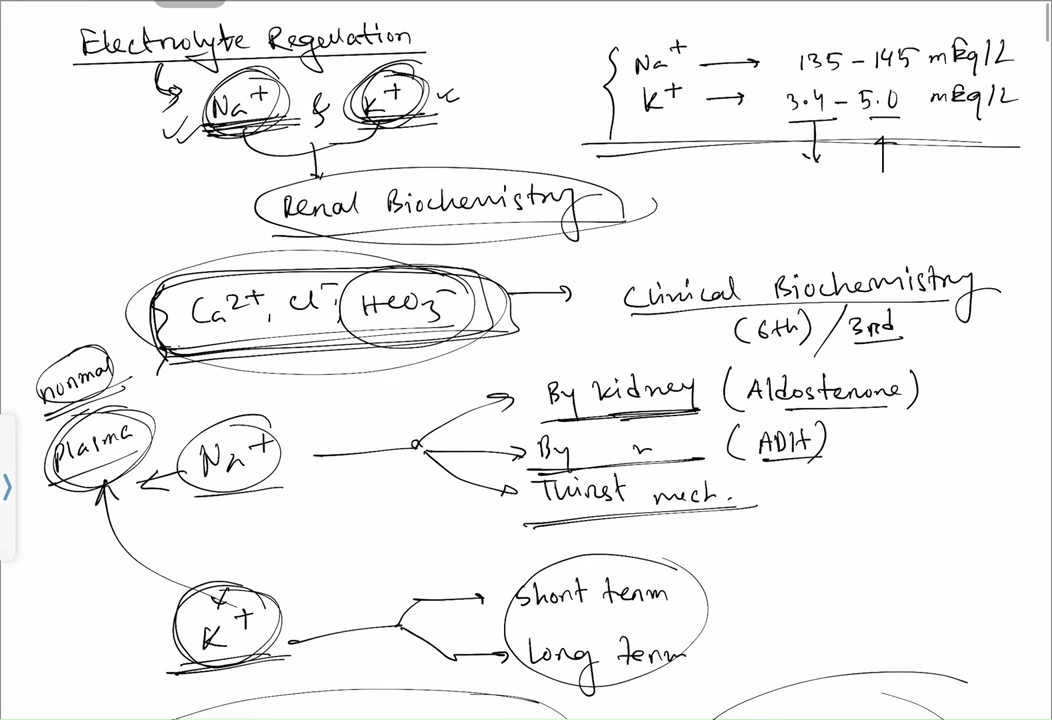 Electrolyte Regulation
Na+ & K+
Na+ → 135 - 145 mEq/L
K+ → 3.4 - 5.0 mEq/L
Renal Biochemistry
Ca2+, Cl-, HCO3- → Clinical Biochemistry
(6th) / 3rd
normal
plasma
Na+
By kidney (Aldosterone)
By " (ADH)
Thirst mech.
K+
Short term
Long term